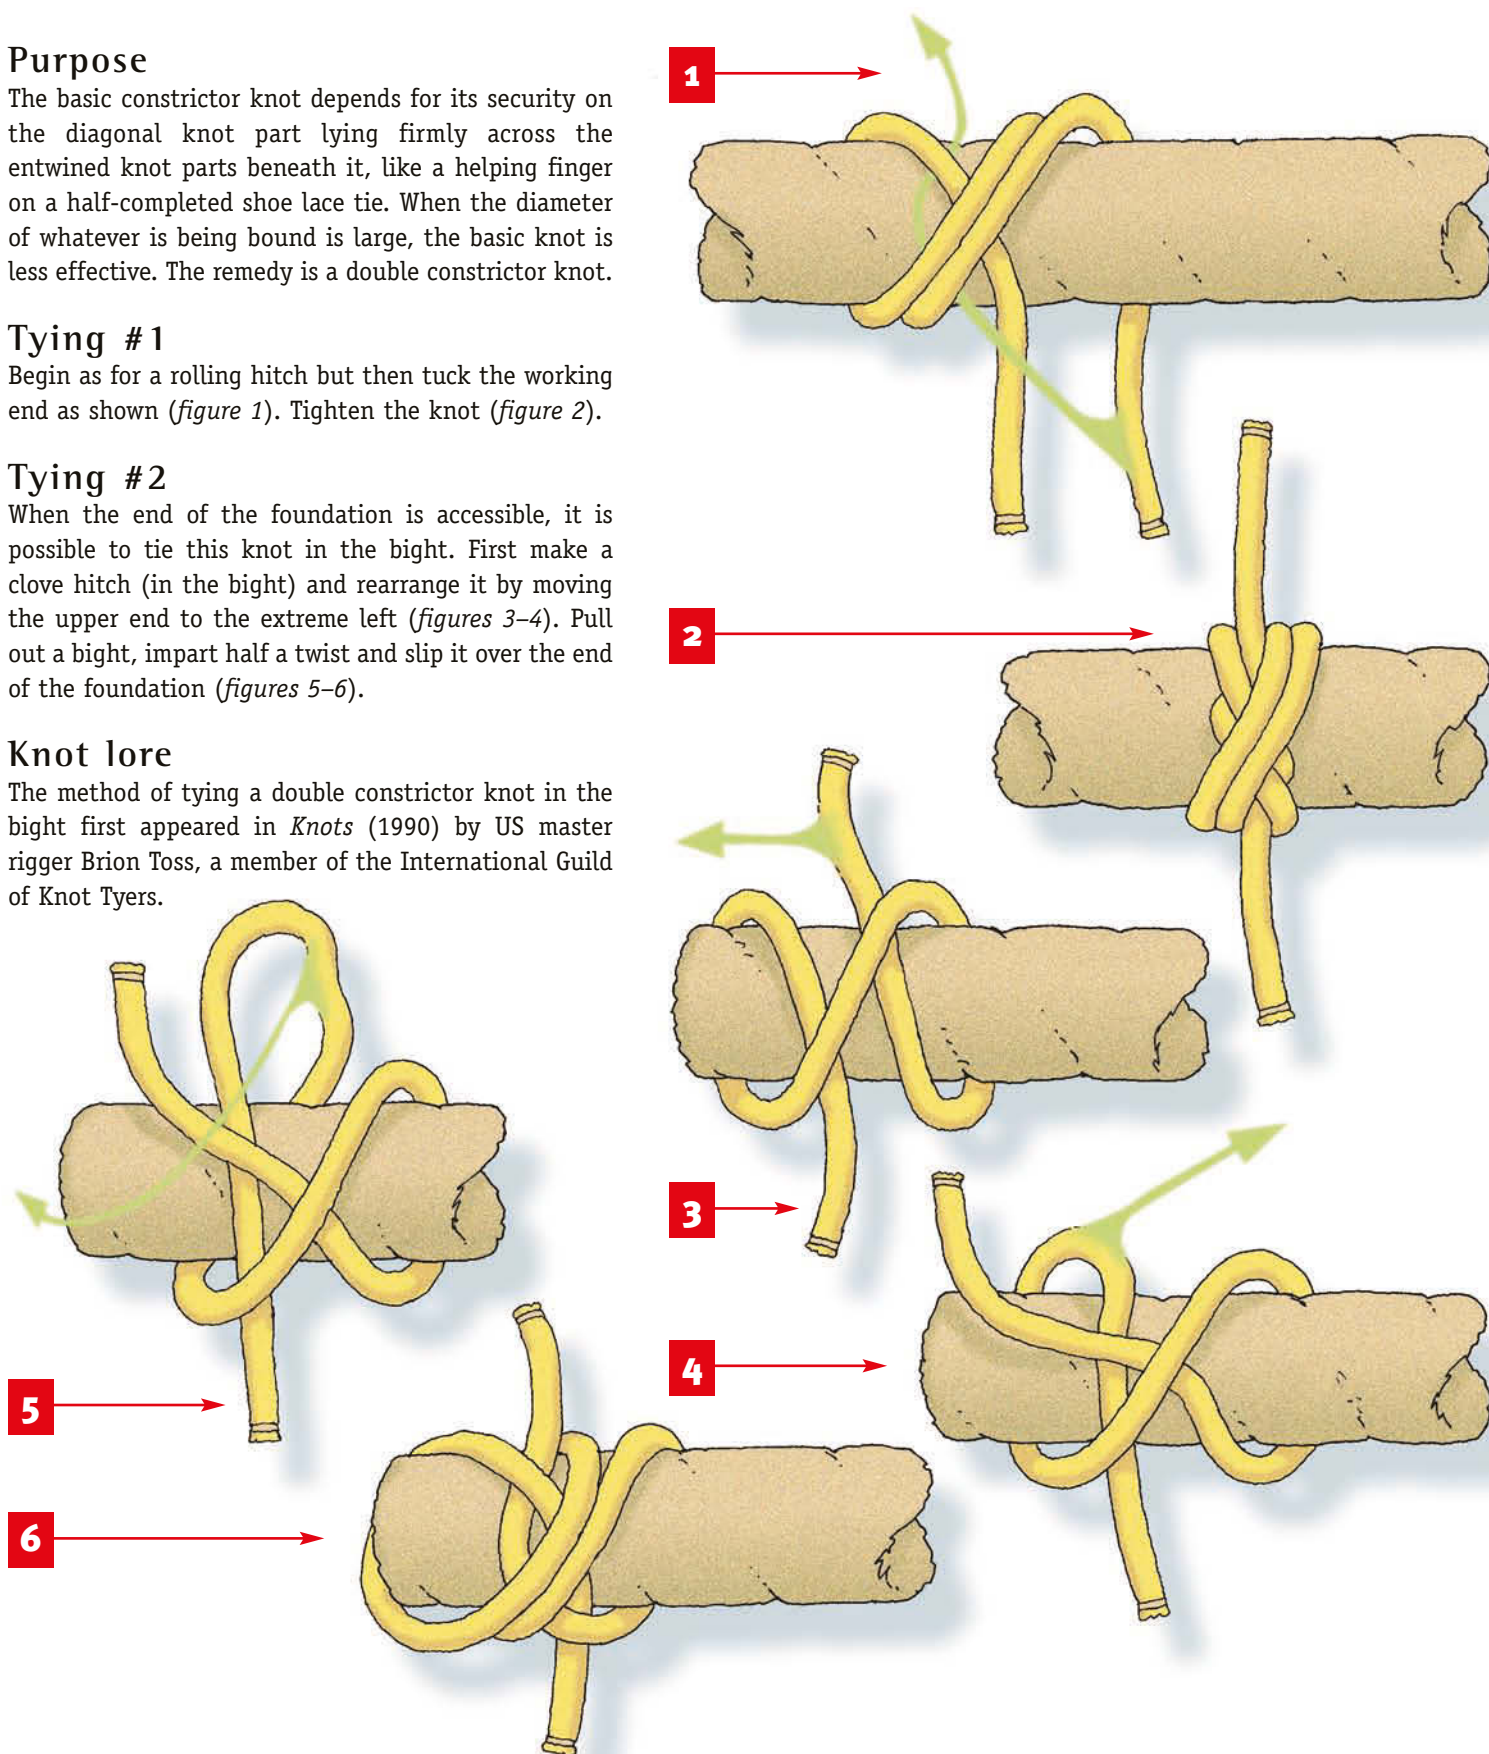 Purpose
The basic constrictor knot depends for its security on
the diagonal knot part lying firmly across the
entwined knot parts beneath it, like a helping finger
on a half-completed shoe lace tie. When the diameter
of whatever is being bound is large, the basic knot is
less effective. The remedy is a double constrictor knot.
Tying #1
Begin as for a rolling hitch but then tuck the working
end as shown (figure 1). Tighten the knot (figure 2).
Tying #2
When the end of the foundation is accessible, it is
possible to tie this knot in the bight. First make a
clove hitch (in the bight) and rearrange it by moving
the upper end to the extreme left (figures 3–4). Pull
out a bight, impart half a twist and slip it over the end
of the foundation (figures 5–6).
Knot lore
The method of tying a double constrictor knot in the
bight first appeared in Knots (1990) by US master
rigger Brion Toss, a member of the International Guild
of Knot Tyers.
1
2
3
4
5
6